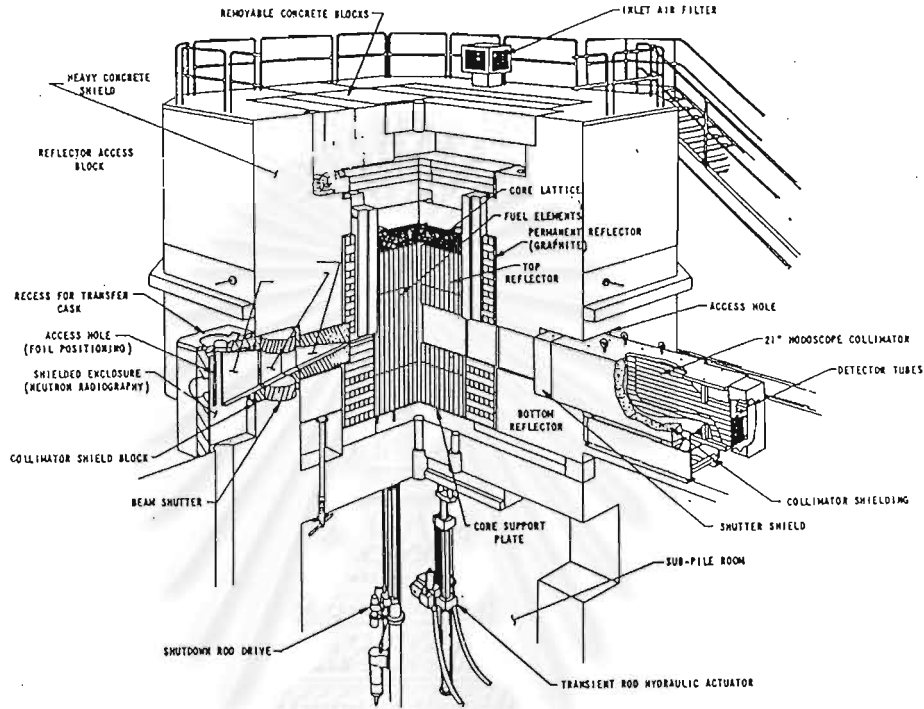 REMOVABLE CONCRETE BLOCKS
INLET AIR FILTER
HEAVY CONCRETE
SHIELD
REFLECTOR ACCESS
BLOCK
CORE LATTICE
FUEL ELEMENTS
PERMANENT REFLECTOR
(GRAPHITE)
TOP
REFLECTOR
RECESS FOR TRANSFER
CASK
ACCESS HOLE
(FOIL POSITIONING)
SHIELDED ENCLOSURE
(NEUTRON RADIOGRAPHY)
ACCESS HOLE
21" HODOSCOPE COLLIMATOR
DETECTOR TUBES
BOTTOM
REFLECTOR
COLLIMATOR SHIELD BLOCK
BEAM SHUTTER
COLLIMATOR SHIELDING
SHUTTER SHIELD
CORE SUPPORT
PLATE
SUB-PILE ROOM
SHUTDOWN ROD DRIVE
TRANSIENT ROD HYDRAULIC ACTUATOR